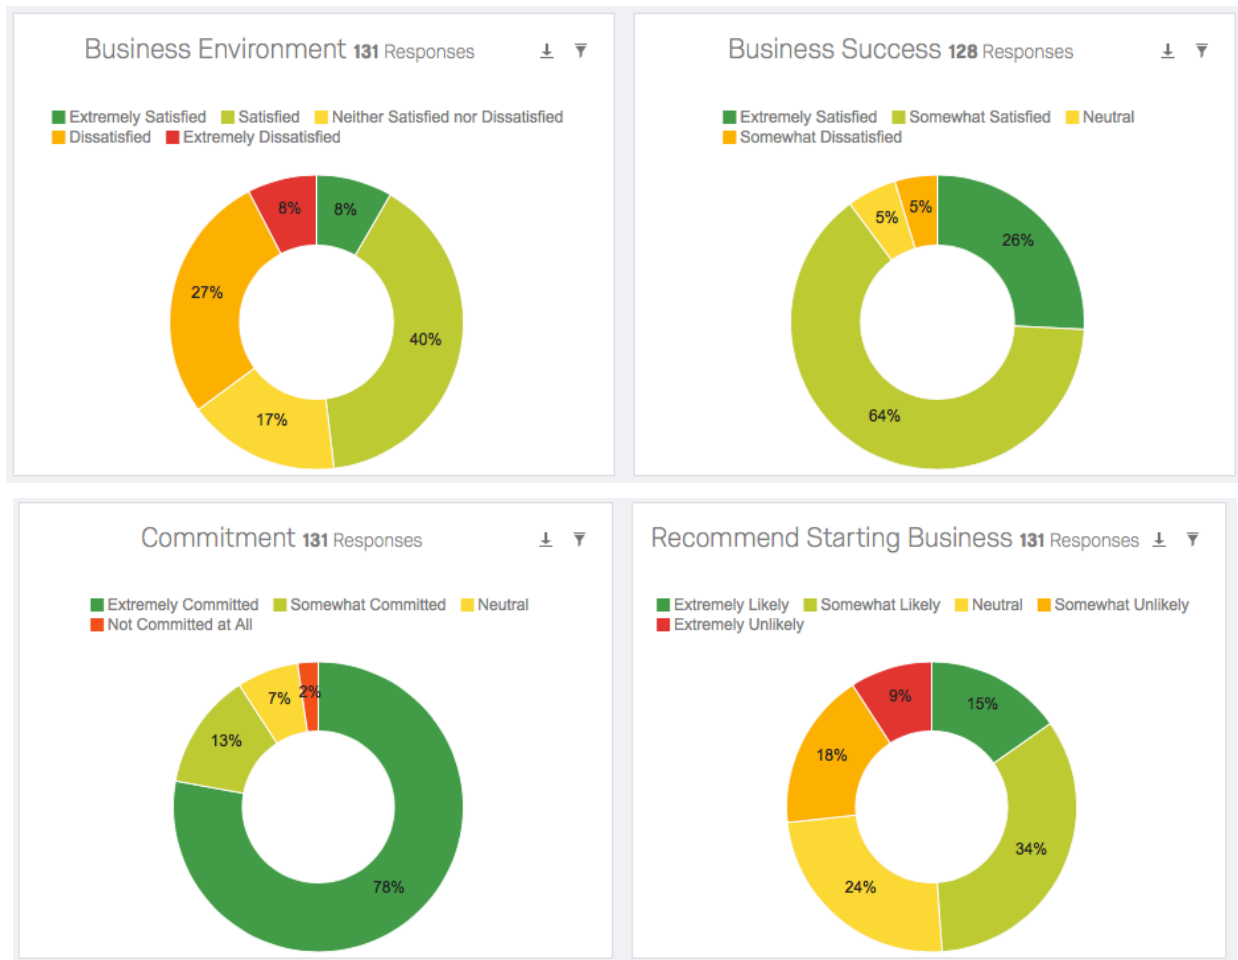 Business Environment 131 Responses
Extremely Satisfied Satisfied Neither Satisfied nor Dissatisfied
Dissatisfied Extremely Dissatisfied
8%
8%
27%
40%
17%
Business Success 128 Responses
Extremely Satisfied Somewhat Satisfied Neutral
Somewhat Dissatisfied
5%
5%
26%
64%
Commitment 131 Responses
Extremely Committed Somewhat Committed Neutral
Not Committed at All
2%
7%
13%
78%
Recommend Starting Business 131 Responses
Extremely Likely Somewhat Likely Neutral Somewhat Unlikely
Extremely Unlikely
9%
15%
18%
34%
24%